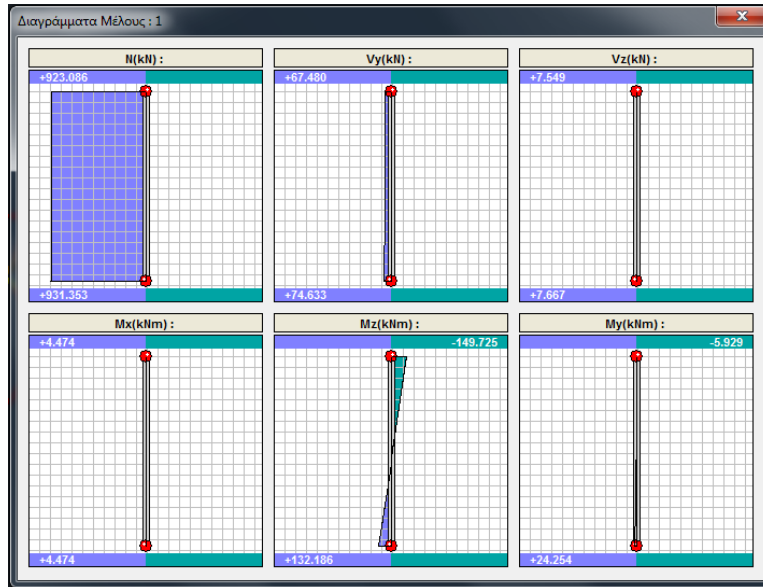 Διαγράμματα Μέλους : 1
N(kN) : Vy(kN) : Vz(kN) :
+923.086 +67.480 +7.549
+931.353 +74.633 +7.667
Mx(kNm) : Mz(kNm) : My(kNm) :
+4.474 -149.725 -5.929
+4.474 +132.186 +24.254